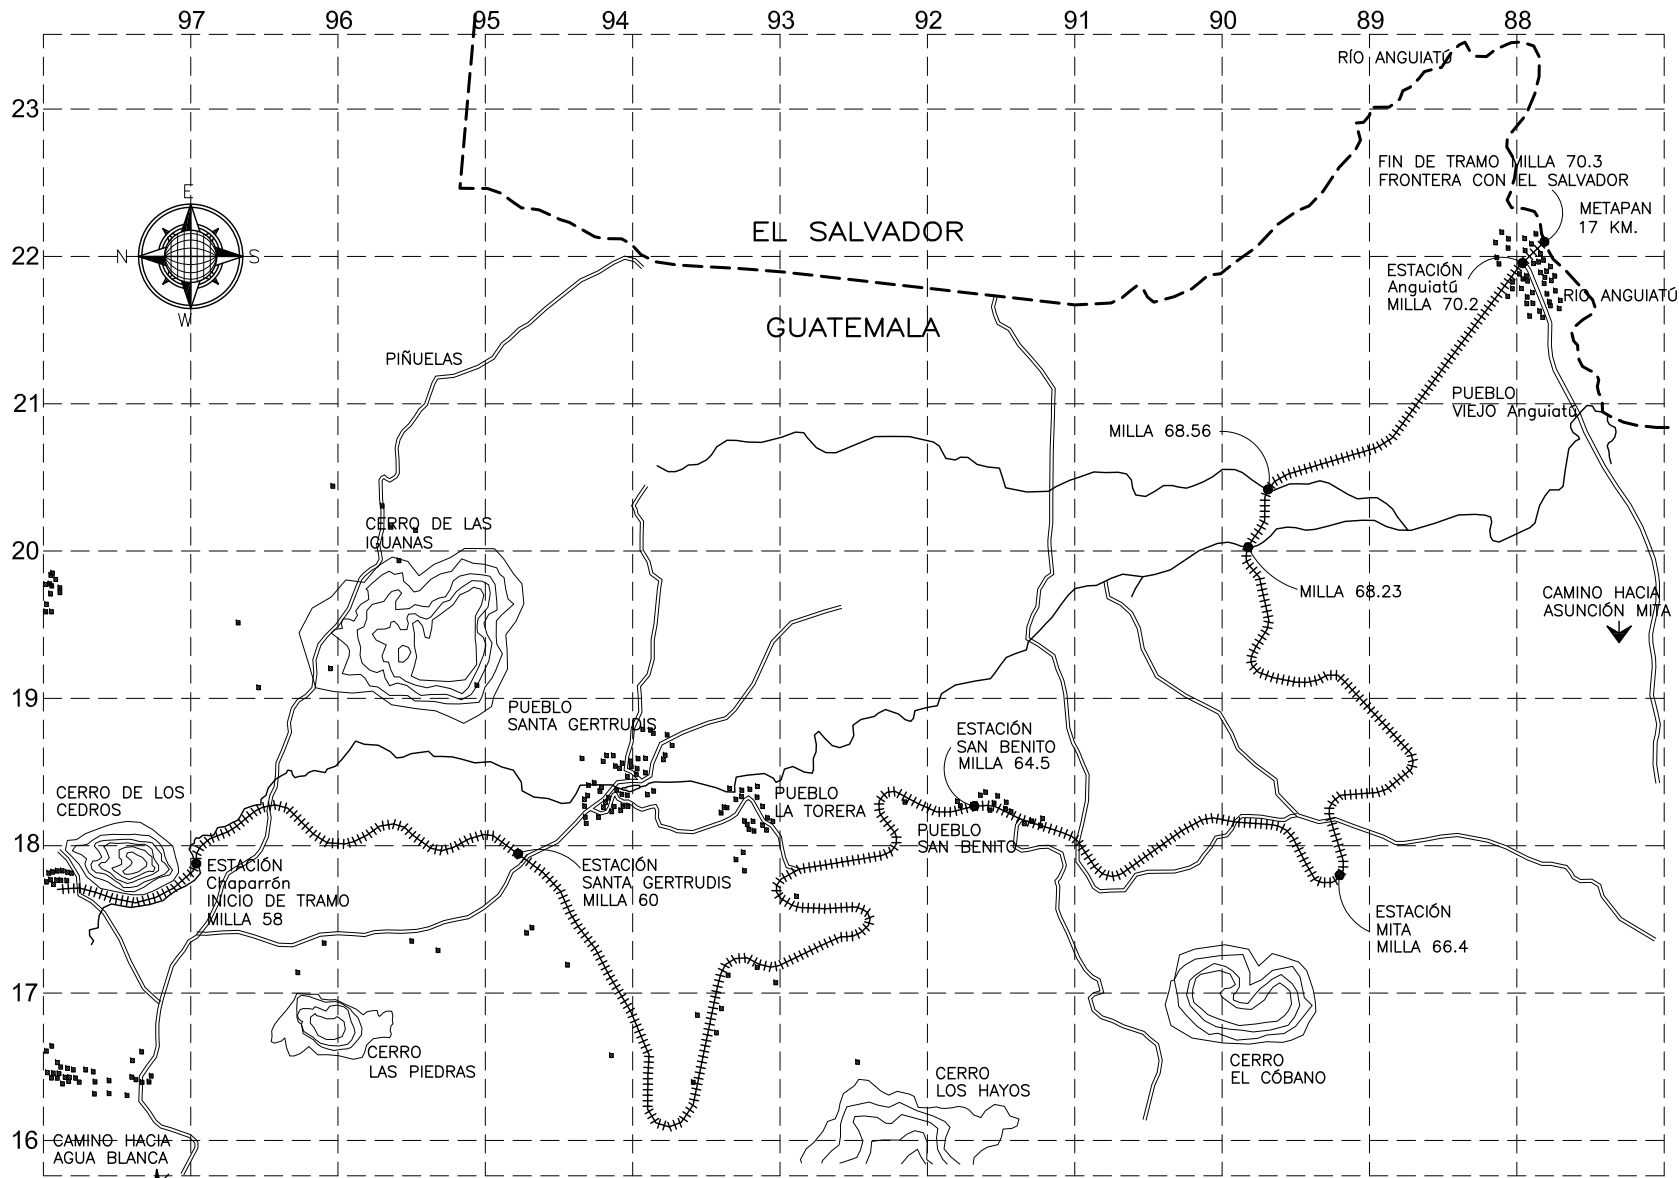 97 96 95 94 93 92 91 90 89 88
RÍO ANGUIATÚ
23
FIN DE TRAMO MILLA 70.3
FRONTERA CON EL SALVADOR
E
N S
W
METAPAN
17 KM.
EL SALVADOR
22
ESTACIÓN
Anguiatú
MILLA 70.2
RIO ANGUIATÚ
GUATEMALA
PIÑUELAS
21
PUEBLO
VIEJO Anguiatú
MILLA 68.56
CERRO DE LAS
IGUANAS
20
MILLA 68.23
CAMINO HACIA
ASUNCIÓN MITA
19
PUEBLO
SANTA GERTRUDIS
ESTACIÓN
SAN BENITO
MILLA 64.5
CERRO DE LOS
CEDROS
PUEBLO
LA TORERA
PUEBLO
SAN BENITO
18
ESTACIÓN
Chaparrón
INICIO DE TRAMO
MILLA 58
ESTACIÓN
SANTA GERTRUDIS
MILLA 60
ESTACIÓN
MITA
MILLA 66.4
17
CERRO
LAS PIEDRAS
CERRO
LOS HAYOS
CERRO
EL CÓBANO
16
CAMINO HACIA
AGUA BLANCA